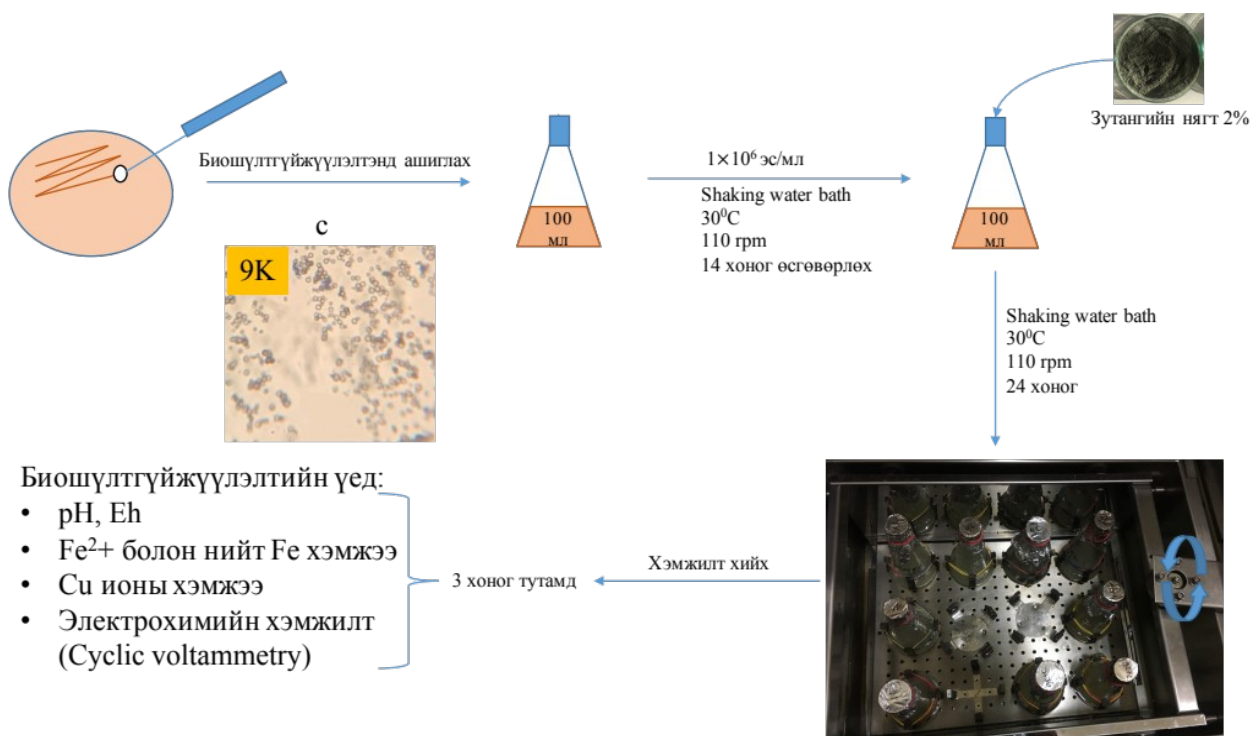 Зутангийн нягт 2%
Биошүлтгүйжүүлэлтэнд ашиглах
1×10⁶ эс/мл
Shaking water bath
30⁰C
110 rpm
14 хоног өсгөвөрлөх
100
мл
100
мл
с
9K
Shaking water bath
30⁰C
110 rpm
24 хоног
Биошүлтгүйжүүлэлтийн үед:
• pH, Eh
• Fe²⁺ болон нийт Fe хэмжээ
• Cu ионы хэмжээ
• Электрохимийн хэмжилт
(Cyclic voltammetry)
3 хоног тутамд
Хэмжилт хийх